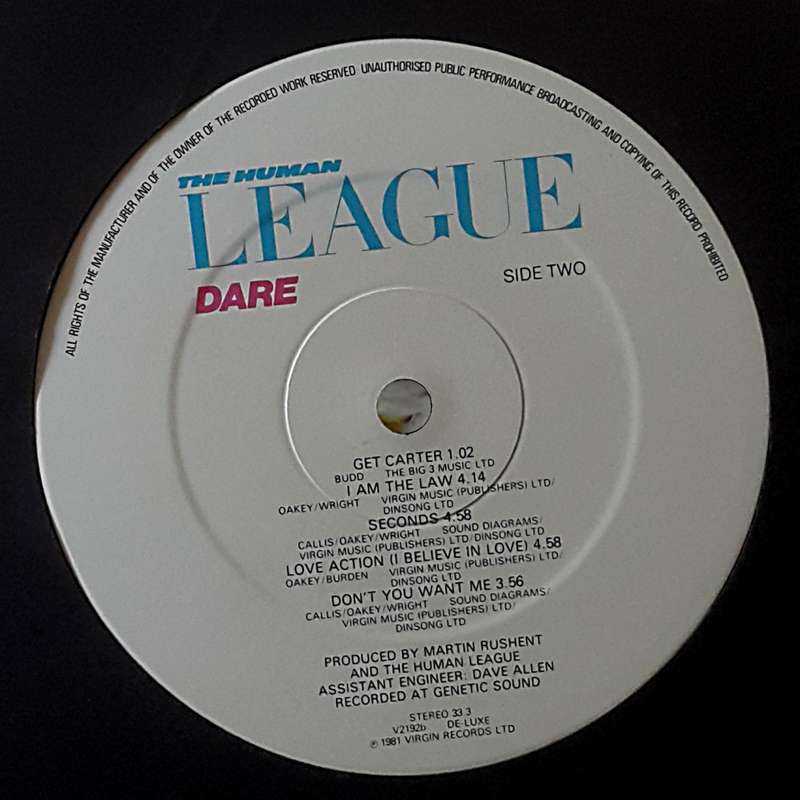 ALL RIGHTS OF THE MANUFACTURER AND OF THE OWNER OF THE RECORDED WORK RESERVED UNAUTHORISED PUBLIC PERFORMANCE BROADCASTING AND COPYING OF THIS RECORD PROHIBITED
THE HUMAN
LEAGUE
DARE
SIDE TWO
GET CARTER 1.02
BUDD THE BIG 3 MUSIC LTD
I AM THE LAW 4.14
OAKEY/WRIGHT VIRGIN MUSIC (PUBLISHERS) LTD/
DINSONG LTD
SECONDS 4.58
CALLIS/OAKEY/WRIGHT SOUND DIAGRAMS/
VIRGIN MUSIC (PUBLISHERS) LTD/DINSONG LTD
LOVE ACTION (I BELIEVE IN LOVE) 4.58
OAKEY/BURDEN VIRGIN MUSIC (PUBLISHERS) LTD/
DINSONG LTD
DON'T YOU WANT ME 3.56
CALLIS/OAKEY/WRIGHT SOUND DIAGRAMS/
VIRGIN MUSIC (PUBLISHERS) LTD/
DINSONG LTD
PRODUCED BY MARTIN RUSHENT
AND THE HUMAN LEAGUE
ASSISTANT ENGINEER: DAVE ALLEN
RECORDED AT GENETIC SOUND
STEREO 33.3
V2192b DE-LUXE
℗ 1981 VIRGIN RECORDS LTD